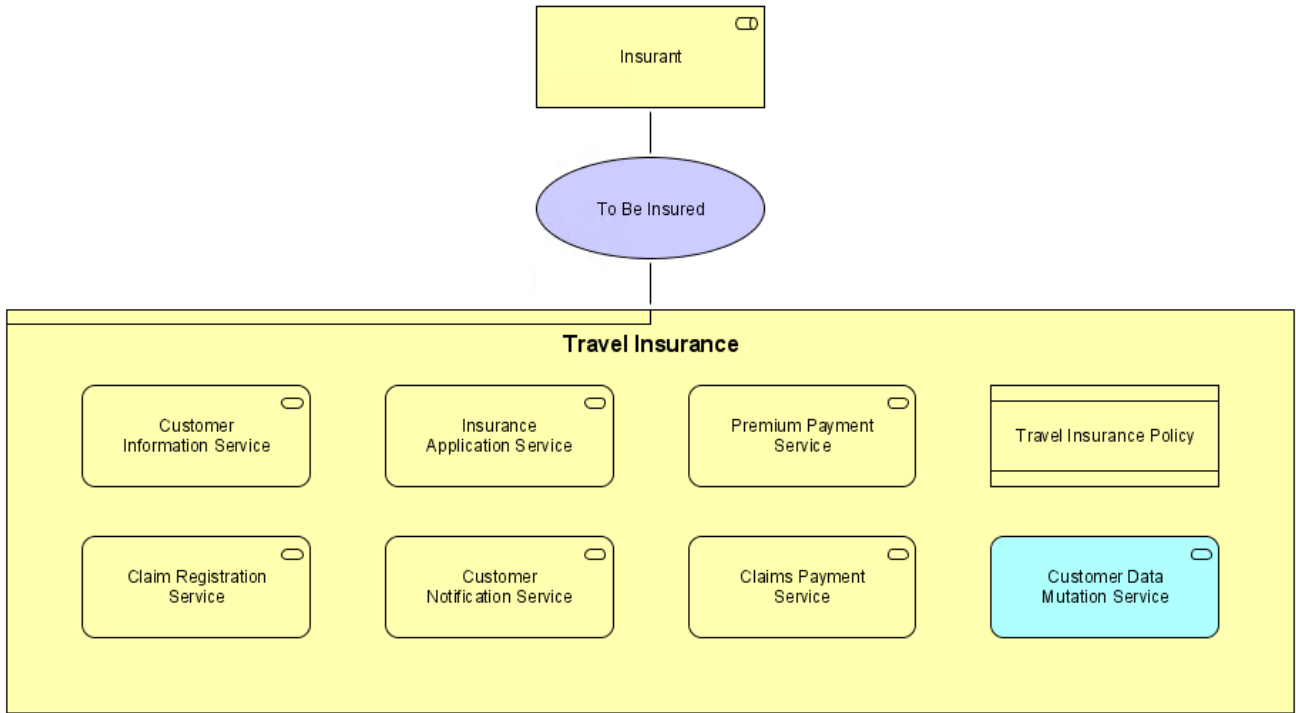 Insurant
To Be Insured
Travel Insurance
Customer
Information Service
Insurance
Application Service
Premium Payment
Service
Travel Insurance Policy
Claim Registration
Service
Customer
Notification Service
Claims Payment
Service
Customer Data
Mutation Service